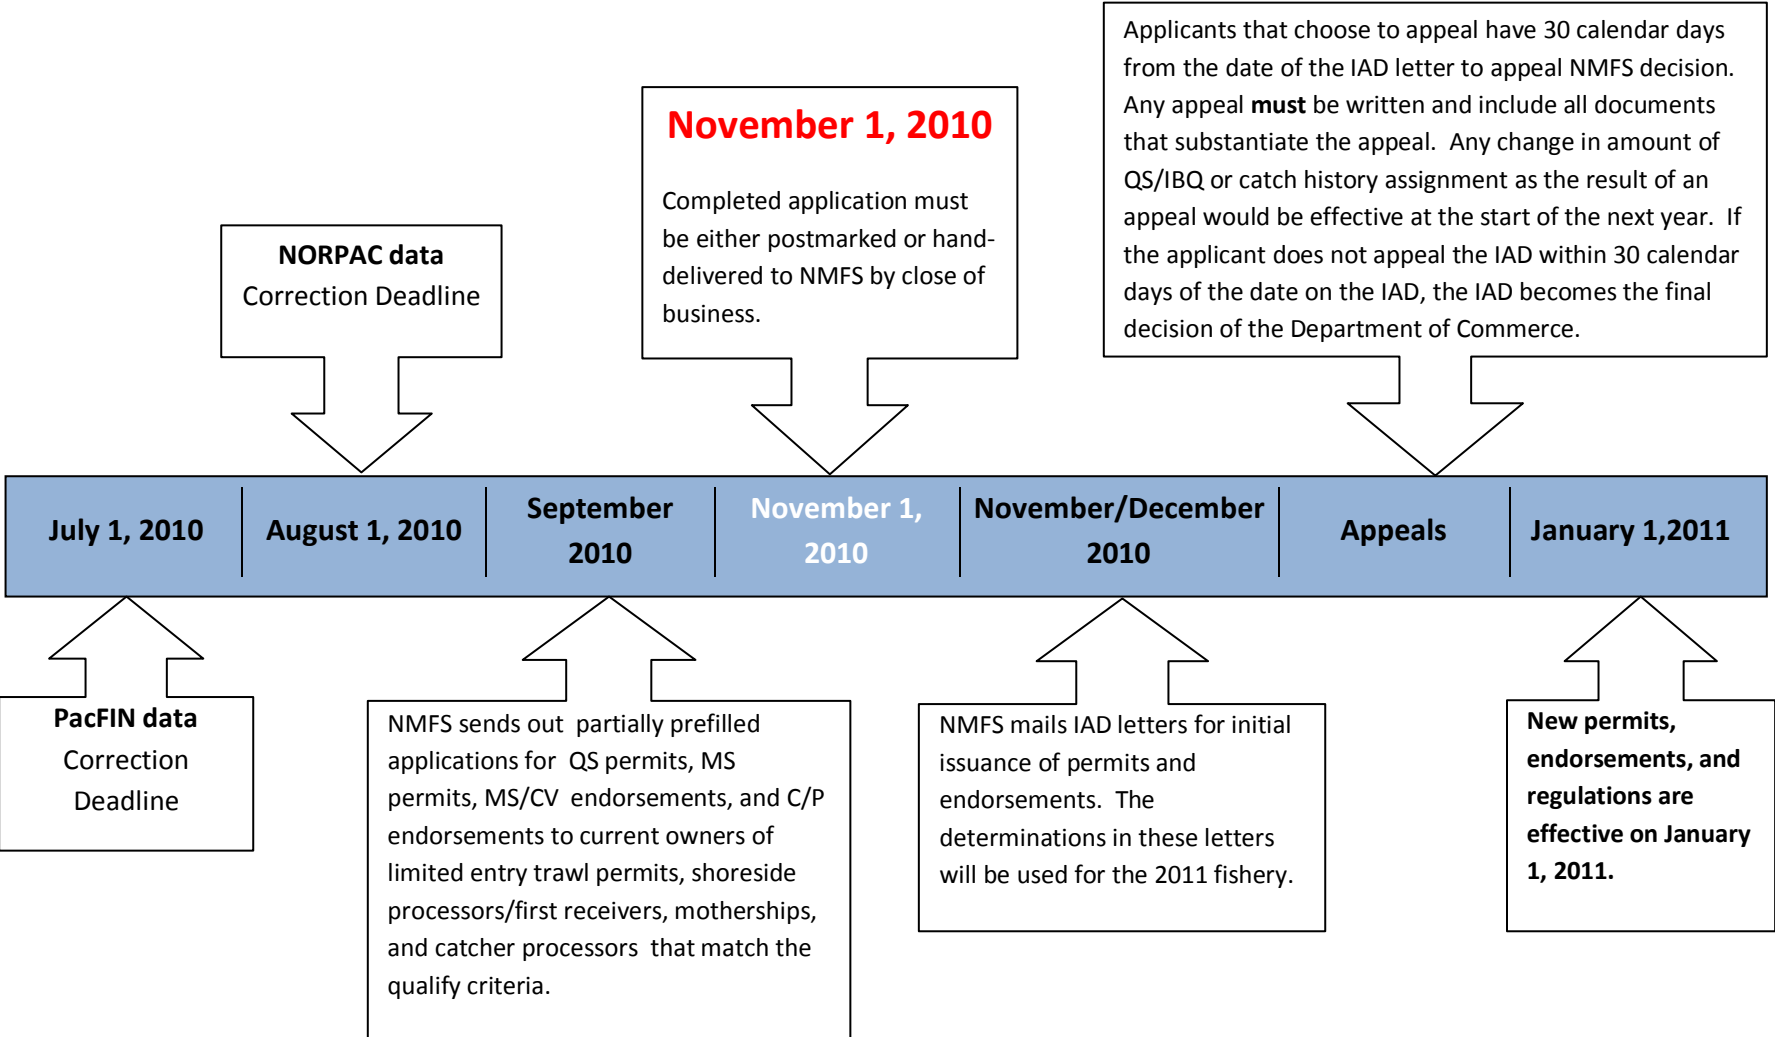 Applicants that choose to appeal have 30 calendar days
from the date of the IAD letter to appeal NMFS decision.
Any appeal must be written and include all documents
that substantiate the appeal.  Any change in amount of
QS/IBQ or catch history assignment as the result of an
appeal would be effective at the start of the next year.  If
the applicant does not appeal the IAD within 30 calendar
days of the date on the IAD, the IAD becomes the final
decision of the Department of Commerce.
November 1, 2010
Completed application must
be either postmarked or hand-
delivered to NMFS by close of
business.
NORPAC data
Correction Deadline
July 1, 2010
August 1, 2010
September
2010
November 1,
2010
November/December
2010
Appeals
January 1,2011
PacFIN data
Correction
Deadline
NMFS sends out  partially prefilled
applications for  QS permits, MS
permits, MS/CV  endorsements, and C/P
endorsements to current owners of
limited entry trawl permits, shoreside
processors/first receivers, motherships,
and catcher processors  that match the
qualify criteria.
NMFS mails IAD letters for initial
issuance of permits and
endorsements.  The
determinations in these letters
will be used for the 2011 fishery.
New permits,
endorsements, and
regulations are
effective on January
1, 2011.